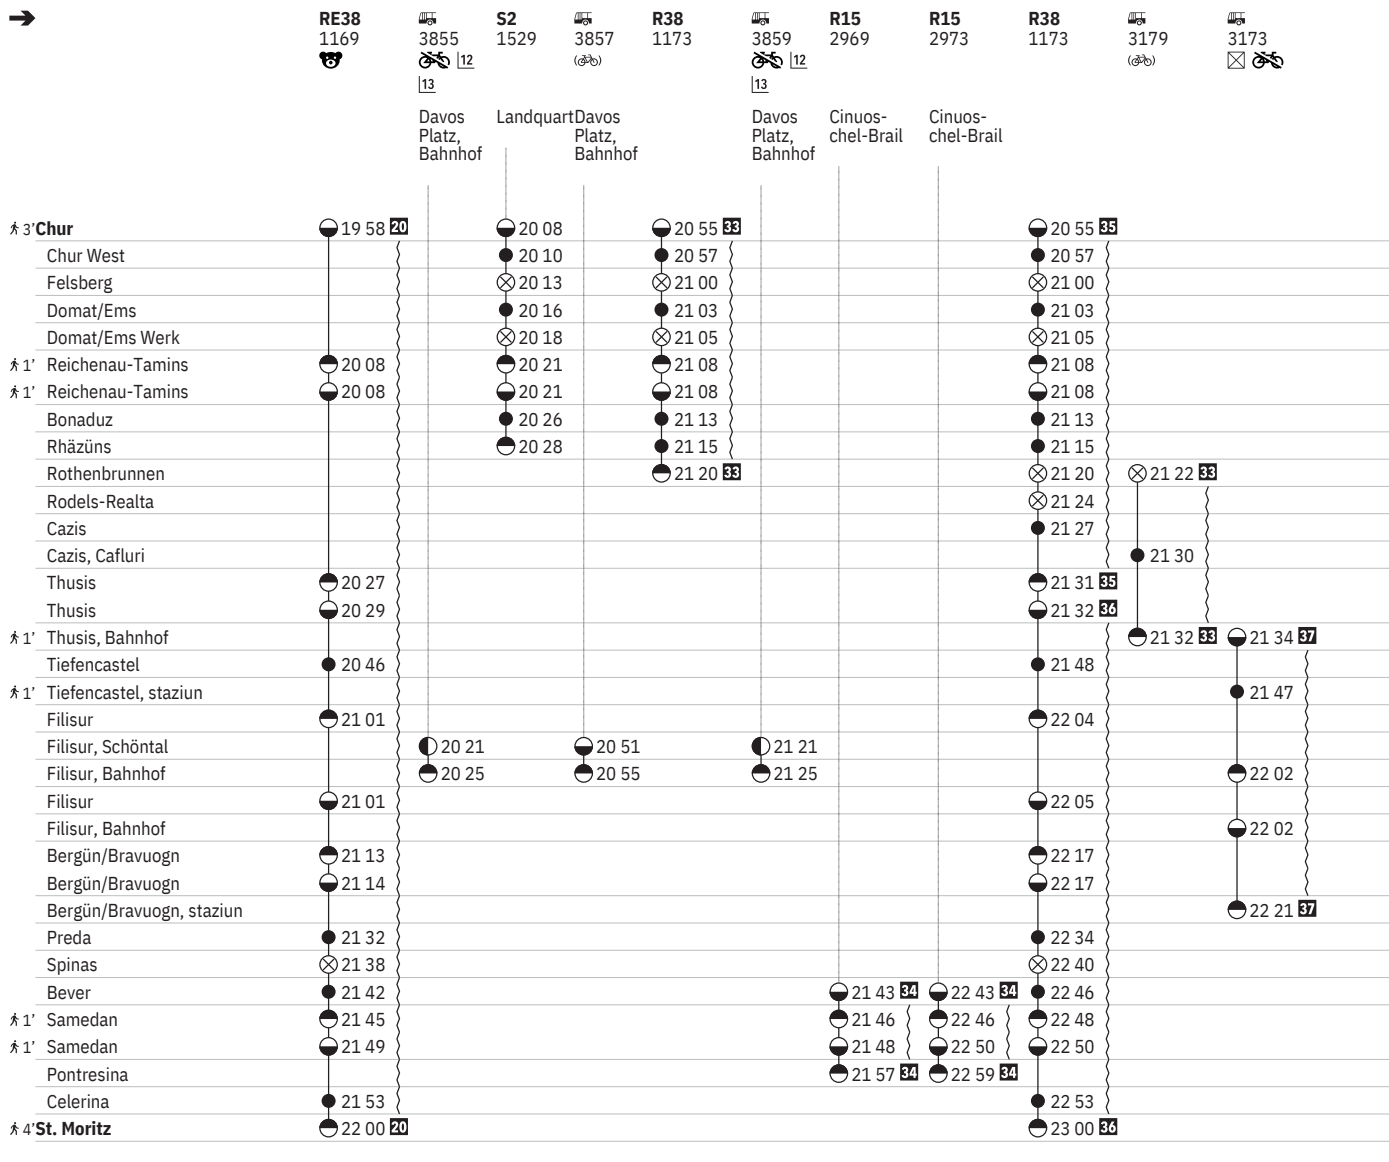 RE38 S2 R38 R15 R15 R38
1169 3855 1529 3857 1173 3859 2969 2973 1173 3179 3173
12 12
13 13
Davos Landquart Davos Davos Cinuos- Cinuos-
Platz, Platz, Platz, chel-Brail chel-Brail
Bahnhof Bahnhof Bahnhof
3’ Chur 19 58 20 20 08 20 55 33 20 55 35
Chur West 20 10 20 57 20 57
Felsberg 20 13 21 00 21 00
Domat/Ems 20 16 21 03 21 03
Domat/Ems Werk 20 18 21 05 21 05
1’ Reichenau-Tamins 20 08 20 21 21 08 21 08
1’ Reichenau-Tamins 20 08 20 21 21 08 21 08
Bonaduz 20 26 21 13 21 13
Rhäzüns 20 28 21 15 21 15
Rothenbrunnen 21 20 33 21 20 21 22 33
Rodels-Realta 21 24
Cazis 21 27
Cazis, Cafluri 21 30
Thusis 20 27 21 31 35
Thusis 20 29 21 32 36
1’ Thusis, Bahnhof 21 32 33 21 34 37
Tiefencastel 20 46 21 48
1’ Tiefencastel, staziun 21 47
Filisur 21 01 22 04
Filisur, Schöntal 20 21 20 51 21 21
Filisur, Bahnhof 20 25 20 55 21 25 22 02
Filisur 21 01 22 05
Filisur, Bahnhof 22 02
Bergün/Bravuogn 21 13 22 17
Bergün/Bravuogn 21 14 22 17
Bergün/Bravuogn, staziun 22 21 37
Preda 21 32 22 34
Spinas 21 38 22 40
Bever 21 42 21 43 34 22 43 34 22 46
1’ Samedan 21 45 21 46 22 46 22 48
1’ Samedan 21 49 21 48 22 50 22 50
Pontresina 21 57 34 22 59 34
Celerina 21 53 22 53
4’ St. Moritz 22 00 20 23 00 36